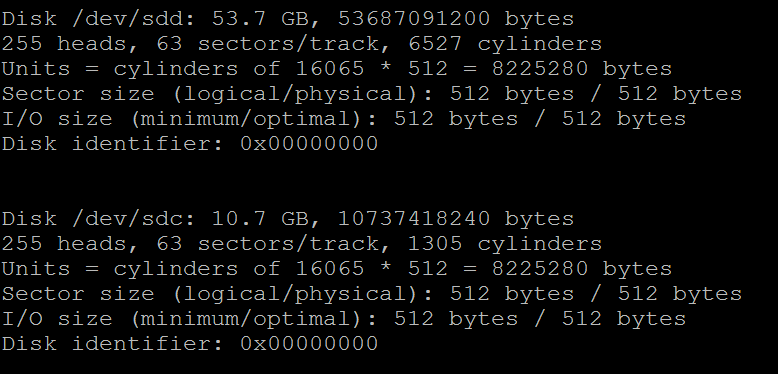 Disk /dev/sdd: 53.7 GB, 53687091200 bytes
255 heads, 63 sectors/track, 6527 cylinders
Units = cylinders of 16065 * 512 = 8225280 bytes
Sector size (logical/physical): 512 bytes / 512 bytes
I/O size (minimum/optimal): 512 bytes / 512 bytes
Disk identifier: 0x00000000
Disk /dev/sdc: 10.7 GB, 10737418240 bytes
255 heads, 63 sectors/track, 1305 cylinders
Units = cylinders of 16065 * 512 = 8225280 bytes
Sector size (logical/physical): 512 bytes / 512 bytes
I/O size (minimum/optimal): 512 bytes / 512 bytes
Disk identifier: 0x00000000